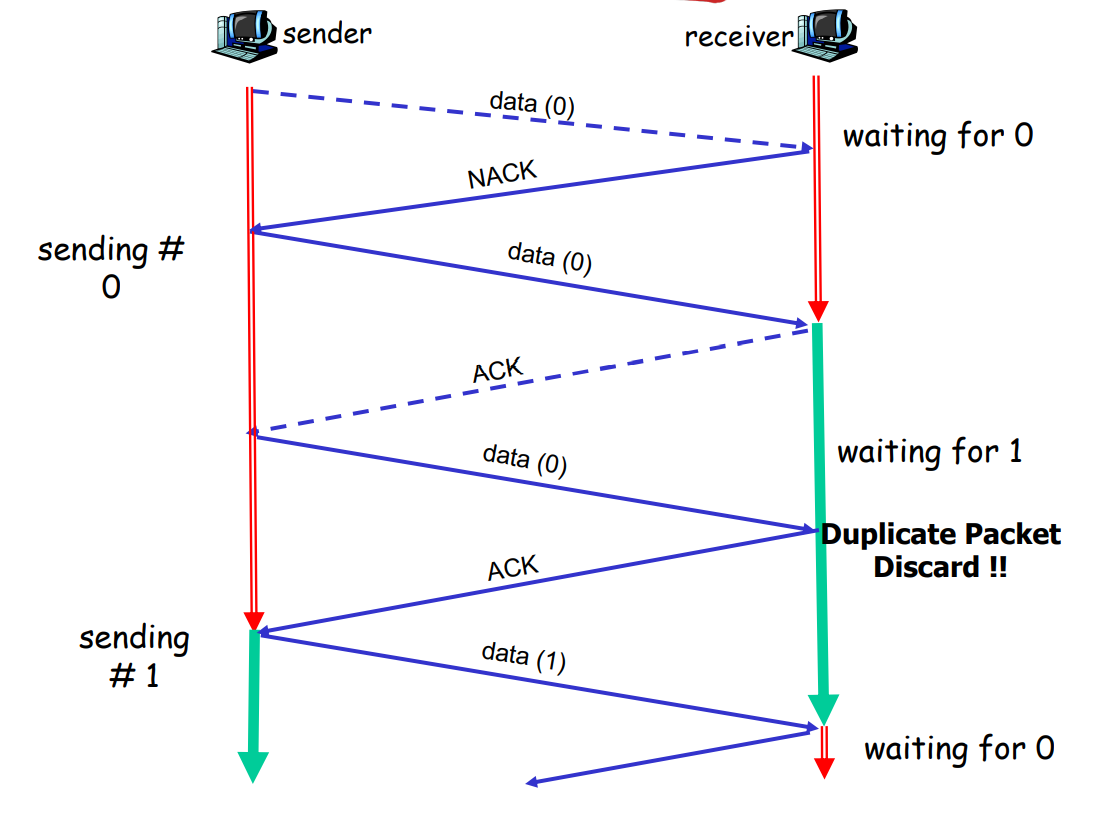 sender
receiver
data (0)
waiting for 0
NACK
sending #
0
data (0)
ACK
waiting for 1
data (0)
Duplicate Packet
Discard !!
ACK
sending
# 1
data (1)
waiting for 0